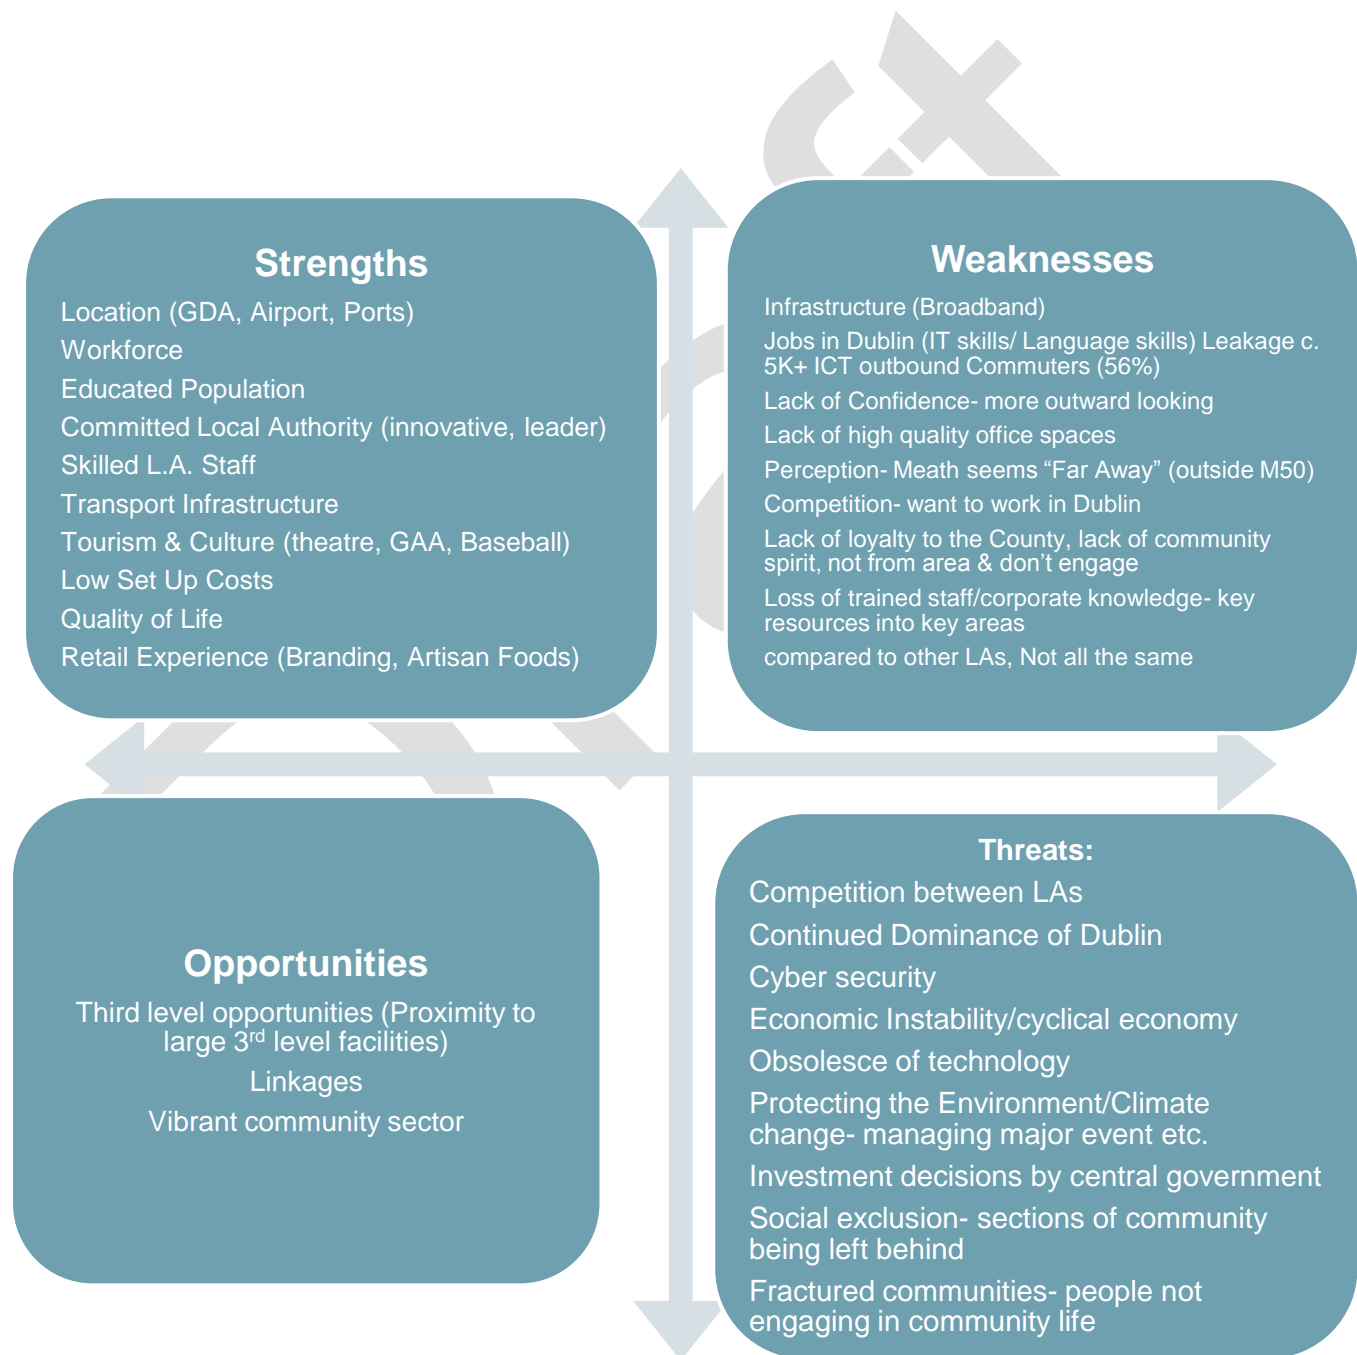 Strengths
Location (GDA, Airport, Ports)
Workforce
Educated Population
Committed Local Authority (innovative, leader)
Skilled L.A. Staff
Transport Infrastructure
Tourism & Culture (theatre, GAA, Baseball)
Low Set Up Costs
Quality of Life
Retail Experience (Branding, Artisan Foods)
Weaknesses
Infrastructure (Broadband)
Jobs in Dublin (IT skills/ Language skills) Leakage c.
5K+ ICT outbound Commuters (56%)
Lack of Confidence- more outward looking
Lack of high quality office spaces
Perception- Meath seems “Far Away” (outside M50)
Competition- want to work in Dublin
Lack of loyalty to the County, lack of community
spirit, not from area & don’t engage
Loss of trained staff/corporate knowledge- key
resources into key areas
compared to other LAs, Not all the same
Opportunities
Third level opportunities (Proximity to
large 3rd level facilities)
Linkages
Vibrant community sector
Threats:
Competition between LAs
Continued Dominance of Dublin
Cyber security
Economic Instability/cyclical economy
Obsolesce of technology
Protecting the Environment/Climate
change- managing major event etc.
Investment decisions by central government
Social exclusion- sections of community
being left behind
Fractured communities- people not
engaging in community life